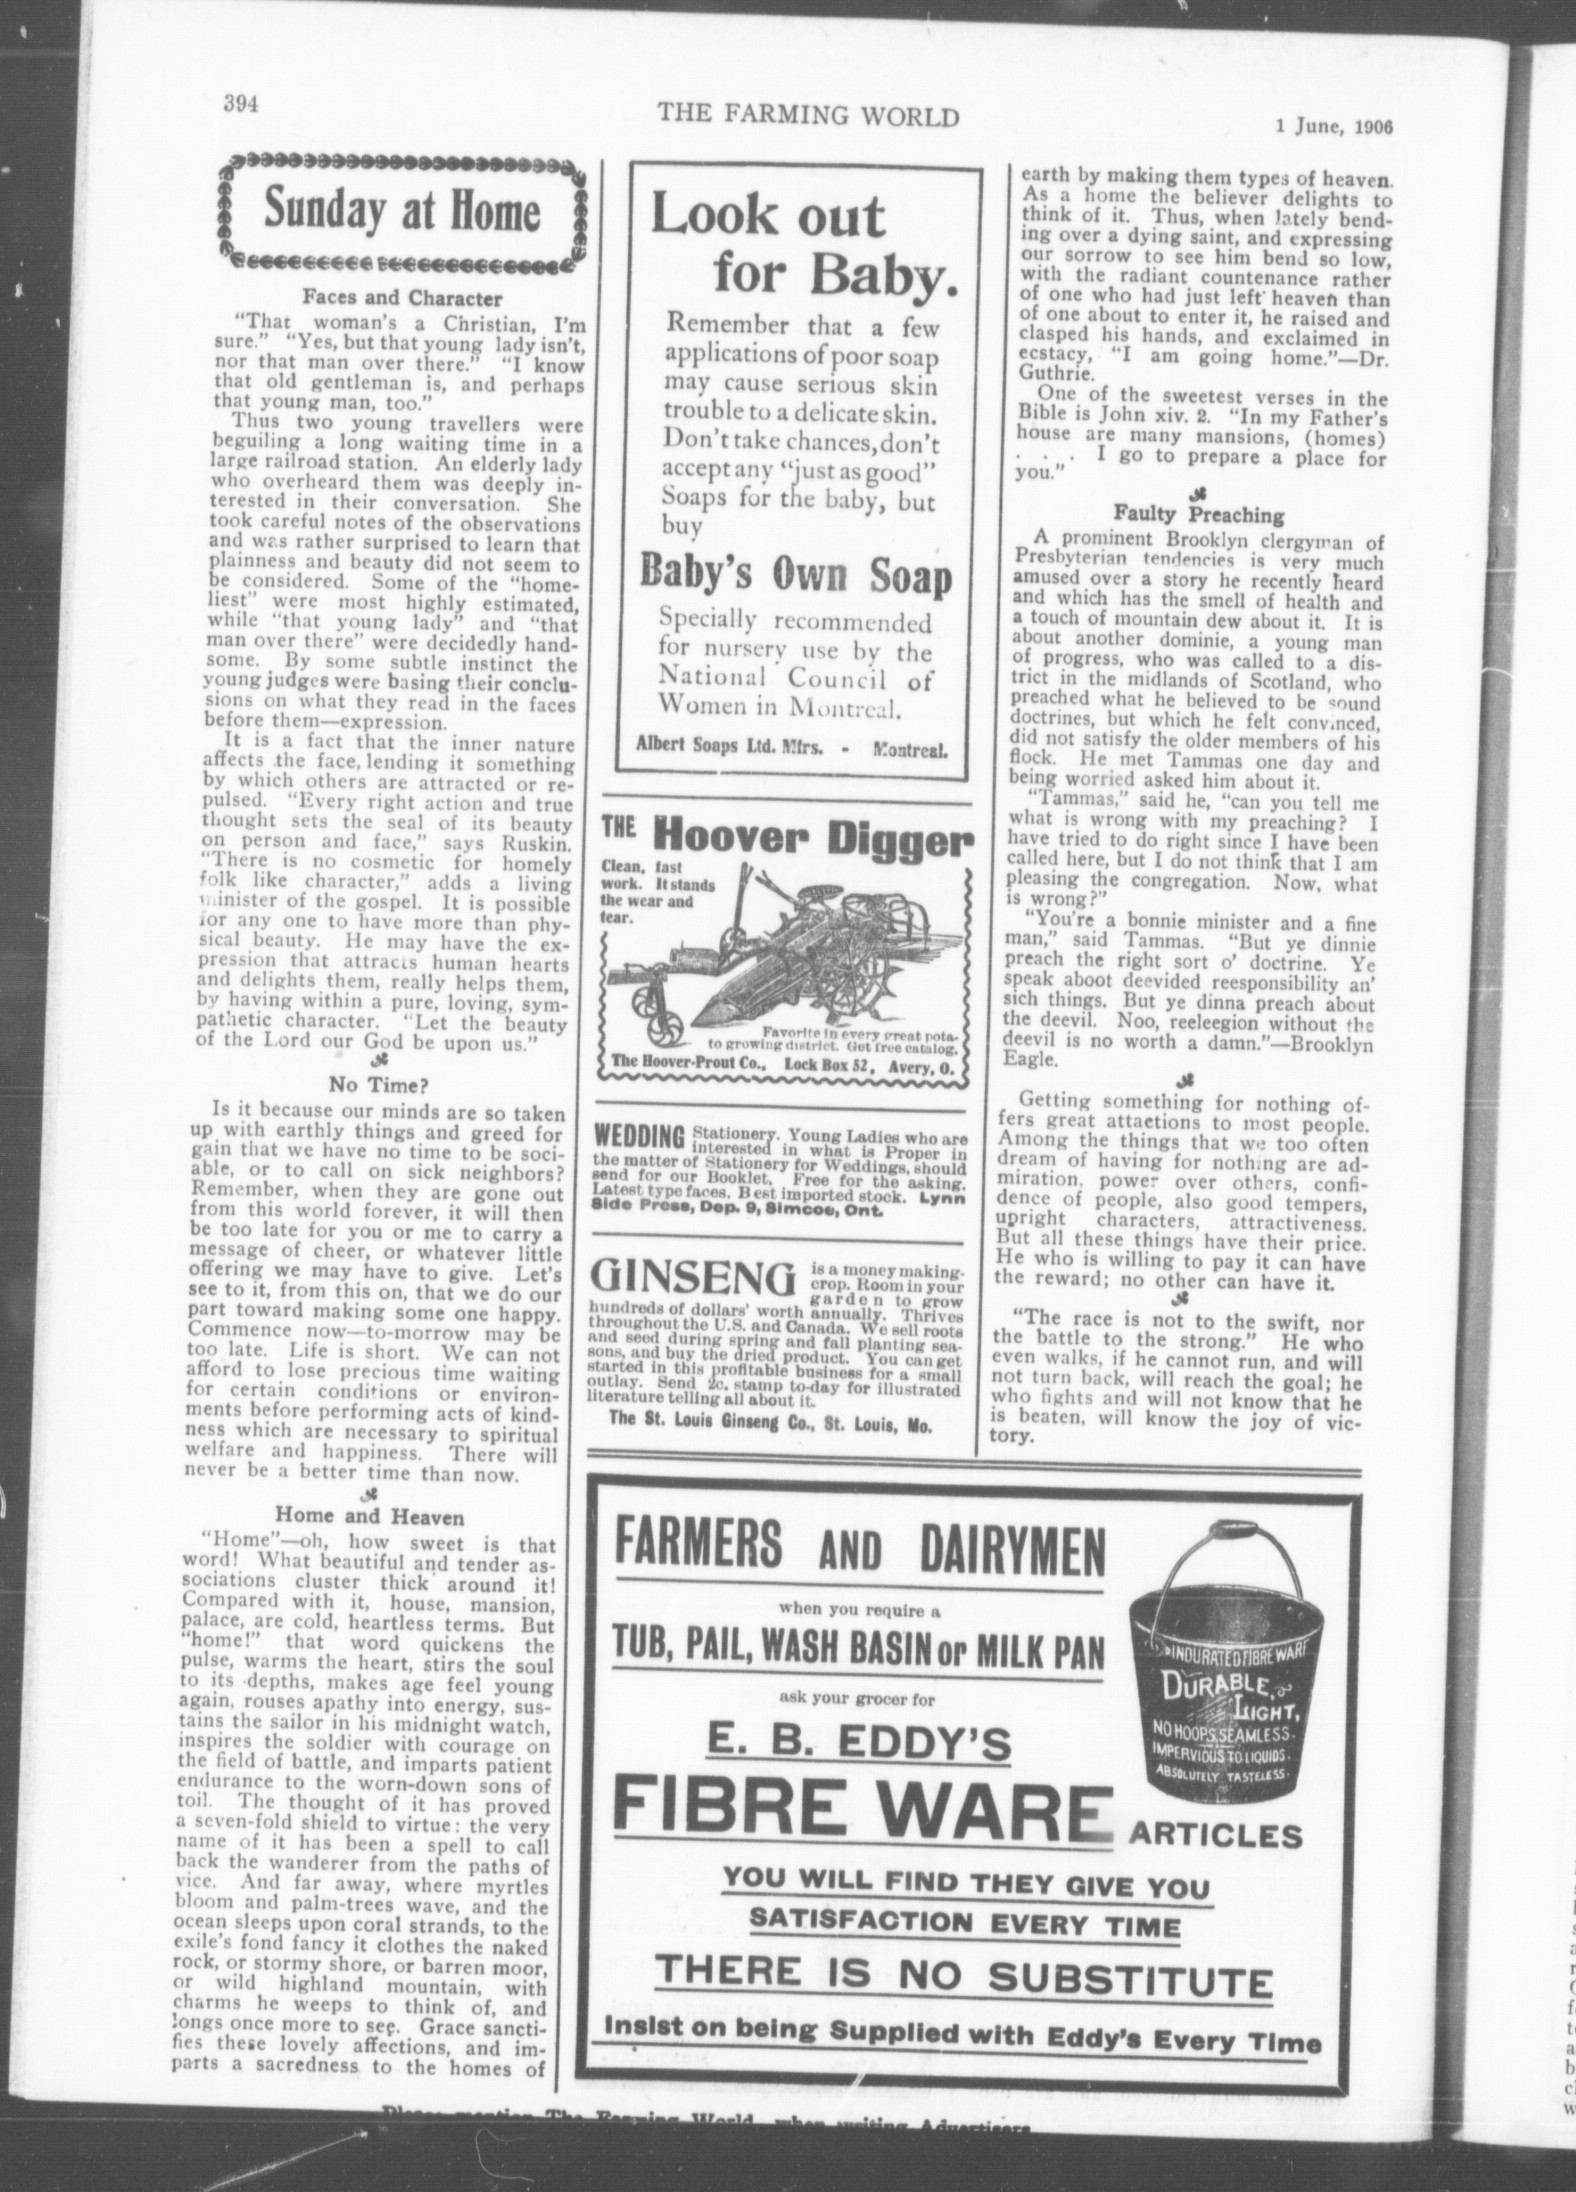 394
THE FARMING WORLD
1 June, 1906
Sunday at Home
Faces and Character
"That woman's a Christian, I'm
sure." "Yes, but that young lady isn't,
nor that man over there." "I know
that old gentleman is, and perhaps
that young man, too."
Thus two young travellers were
beguiling a long waiting time in a
large railroad station. An elderly lady
who overheard them was deeply in-
terested in their conversation. She
took careful notes of the observations
and was rather surprised to learn that
plainness and beauty did not seem to
be considered. Some of the "home-
liest" were most highly estimated,
while "that young lady" and "that
man over there" were decidedly hand-
some. By some subtle instinct the
young judges were basing their conclu-
sions on what they read in the faces
before them—expression.
It is a fact that the inner nature
affects the face, lending it something
by which others are attracted or re-
pulsed. "Every right action and true
thought sets the seal of its beauty
on person and face," says Ruskin.
"There is no cosmetic for homely
folk like character," adds a living
minister of the gospel. It is possible
for any one to have more than phy-
sical beauty. He may have the ex-
pression that attracts human hearts
and delights them, really helps them,
by having within a pure, loving, sym-
pathetic character. "Let the beauty
of the Lord our God be upon us."
No Time?
Is it because our minds are so taken
up with earthly things and greed for
gain that we have no time to be soci-
able, or to call on sick neighbors?
Remember, when they are gone out
from this world forever, it will then
be too late for you or me to carry a
message of cheer, or whatever little
offering we may have to give. Let's
see to it, from this on, that we do our
part toward making some one happy.
Commence now—to-morrow may be
too late. Life is short. We can not
afford to lose precious time waiting
for certain conditions or environ-
ments before performing acts of kind-
ness which are necessary to spiritual
welfare and happiness. There will
never be a better time than now.
Home and Heaven
"Home"—oh, how sweet is that
word! What beautiful and tender as-
sociations cluster thick around it!
Compared with it, house, mansion,
palace, are cold, heartless terms. But
"home!" that word quickens the
pulse, warms the heart, stirs the soul
to its depths, makes age feel young
again, rouses apathy into energy, sus-
tains the sailor in his midnight watch,
inspires the soldier with courage on
the field of battle, and imparts patient
endurance to the worn-down sons of
toil. The thought of it has proved
a seven-fold shield to virtue: the very
name of it has been a spell to call
back the wanderer from the paths of
vice. And far away, where myrtles
bloom and palm-trees wave, and the
ocean sleeps upon coral strands, to the
exile's fond fancy it clothes the naked
rock, or stormy shore, or barren moor,
or wild highland mountain, with
charms he weeps to think of, and
longs once more to see. Grace sancti-
fies these lovely affections, and im-
parts a sacredness to the homes of
Look out
for Baby.
Remember that a few
applications of poor soap
may cause serious skin
trouble to a delicate skin.
Don't take chances, don't
accept any "just as good"
Soaps for the baby, but
buy
Baby's Own Soap
Specially recommended
for nursery use by the
National Council of
Women in Montreal.
Albert Soaps Ltd. Mfrs. - Montreal.
THE Hoover Digger
Clean, fast
work. It stands
the wear and
tear.
Favorite in every great pota-
to growing district. Get free catalog.
The Hoover-Prout Co., Lock Box 52, Avery, O.
WEDDING Stationery. Young Ladies who are
interested in what is Proper in
the matter of Stationery for Weddings, should
send for our Booklet. Free for the asking.
Latest type faces. Best imported stock. Lynn
Side Press, Dep. 9, Simcoe, Ont.
GINSENG is a money making-
crop. Room in your
garden to grow
hundreds of dollars' worth annually. Thrives
throughout the U.S. and Canada. We sell roots
and seed during spring and fall planting sea-
sons, and buy the dried product. You can get
started in this profitable business for a small
outlay. Send 2c. stamp to-day for illustrated
literature telling all about it.
The St. Louis Ginseng Co., St. Louis, Mo.
earth by making them types of heaven.
As a home the believer delights to
think of it. Thus, when lately bend-
ing over a dying saint, and expressing
our sorrow to see him bend so low,
with the radiant countenance rather
of one who had just left heaven than
of one about to enter it, he raised and
clasped his hands, and exclaimed in
ecstacy, "I am going home."—Dr.
Guthrie.
One of the sweetest verses in the
Bible is John xiv. 2. "In my Father's
house are many mansions, (homes)
. . . I go to prepare a place for
you."
Faulty Preaching
A prominent Brooklyn clergyman of
Presbyterian tendencies is very much
amused over a story he recently heard
and which has the smell of health and
a touch of mountain dew about it. It is
about another dominie, a young man
of progress, who was called to a dis-
trict in the midlands of Scotland, who
preached what he believed to be sound
doctrines, but which he felt convinced,
did not satisfy the older members of his
flock. He met Tammas one day and
being worried asked him about it.
"Tammas," said he, "can you tell me
what is wrong with my preaching? I
have tried to do right since I have been
called here, but I do not think that I am
pleasing the congregation. Now, what
is wrong?"
"You're a bonnie minister and a fine
man," said Tammas. "But ye dinnie
preach the right sort o' doctrine. Ye
speak aboot deevided reesponsibility an'
sich things. But ye dinna preach about
the deevil. Noo, reeleegion without the
deevil is no worth a damn."—Brooklyn
Eagle.
Getting something for nothing of-
fers great attactions to most people.
Among the things that we too often
dream of having for nothing are ad-
miration, power over others, confi-
dence of people, also good tempers,
upright characters, attractiveness.
But all these things have their price.
He who is willing to pay it can have
the reward; no other can have it.
"The race is not to the swift, nor
the battle to the strong." He who
even walks, if he cannot run, and will
not turn back, will reach the goal; he
who fights and will not know that he
is beaten, will know the joy of vic-
tory.
FARMERS AND DAIRYMEN
when you require a
TUB, PAIL, WASH BASIN or MILK PAN
ask your grocer for
E. B. EDDY'S
FIBRE WARE ARTICLES
YOU WILL FIND THEY GIVE YOU
SATISFACTION EVERY TIME
THERE IS NO SUBSTITUTE
Insist on being Supplied with Eddy's Every Time
INDURATED FIBRE WARE
DURABLE,
LIGHT,
NO HOOPS, SEAMLESS.
IMPERVIOUS TO LIQUIDS.
ABSOLUTELY TASTELESS.
Please mention The Farming World when writing Advertisers